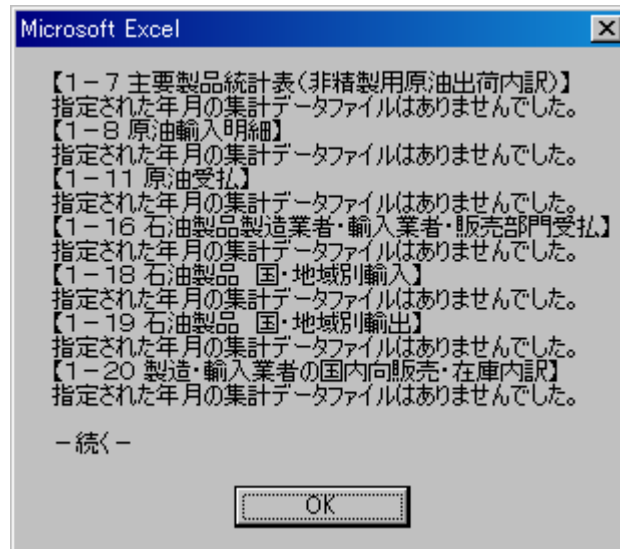 Microsoft Excel
【1－7 主要製品統計表(非精製用原油出荷内訳)】
指定された年月の集計データファイルはありませんでした。
【1－8 原油輸入明細】
指定された年月の集計データファイルはありませんでした。
【1－11 原油受払】
指定された年月の集計データファイルはありませんでした。
【1－16 石油製品製造業者・輸入業者・販売部門受払】
指定された年月の集計データファイルはありませんでした。
【1－18 石油製品　国・地域別輸入】
指定された年月の集計データファイルはありませんでした。
【1－19 石油製品　国・地域別輸出】
指定された年月の集計データファイルはありませんでした。
【1－20 製造・輸入業者の国内向販売・在庫内訳】
指定された年月の集計データファイルはありませんでした。
－続く－
OK